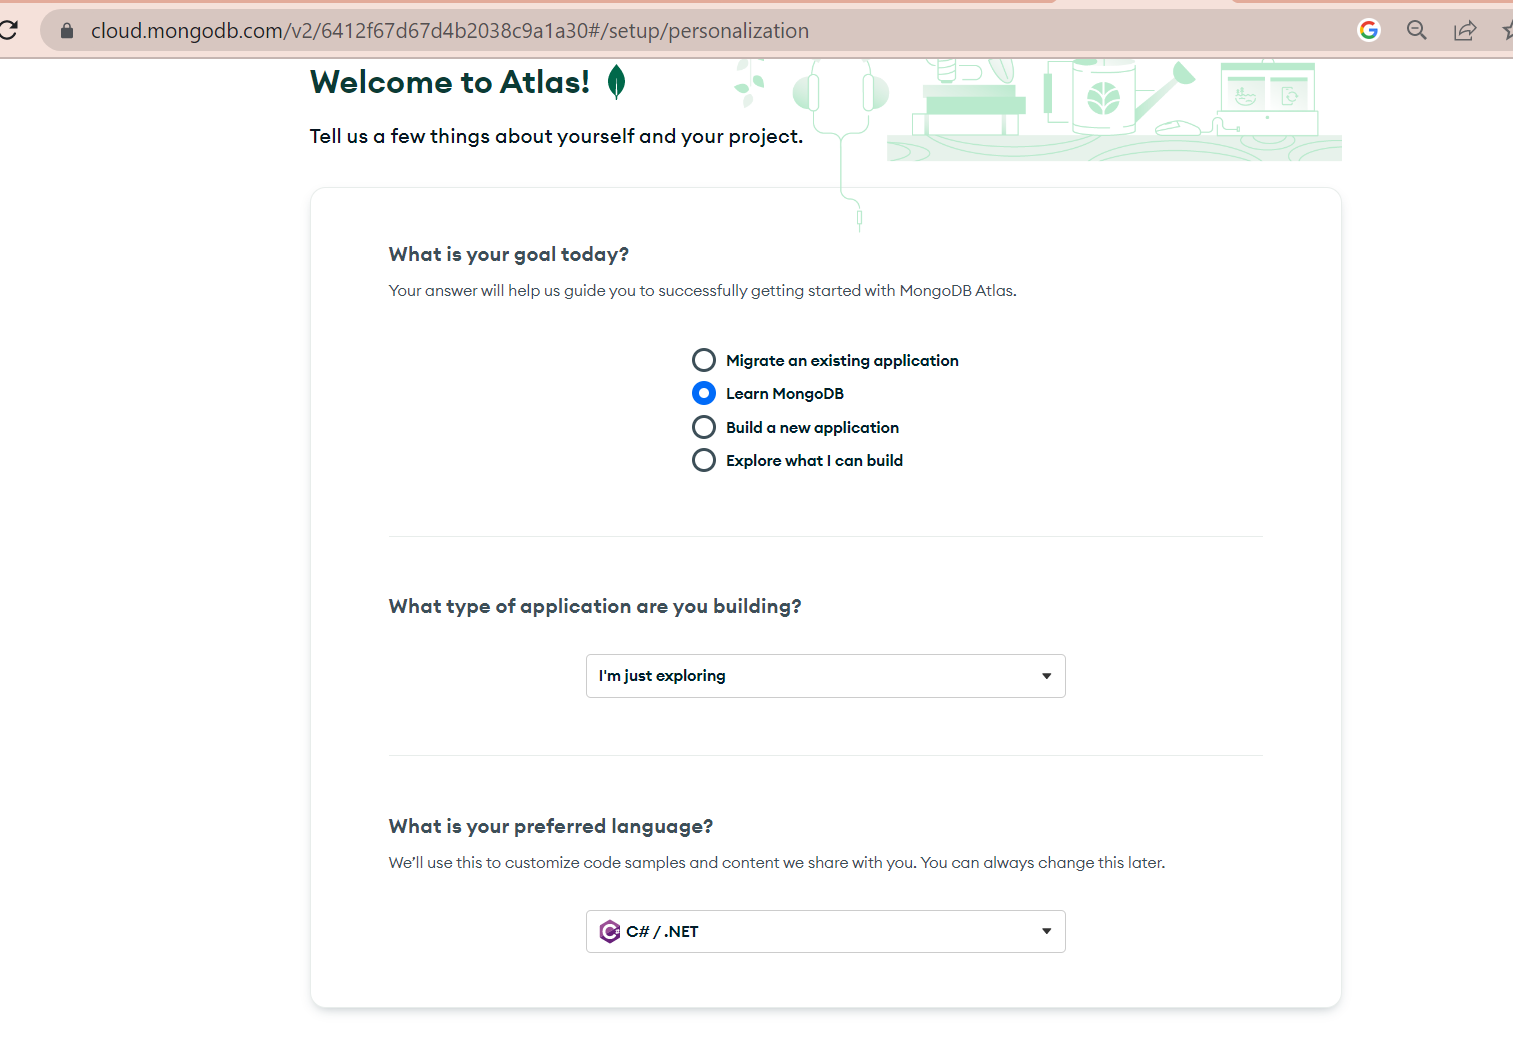 cloud.mongodb.com/v2/6412f67d67d4b2038c9a1a30#/setup/personalization
Welcome to Atlas!
Tell us a few things about yourself and your project.
What is your goal today?
Your answer will help us guide you to successfully getting started with MongoDB Atlas.
Migrate an existing application
Learn MongoDB
Build a new application
Explore what I can build
What type of application are you building?
I'm just exploring
What is your preferred language?
We’ll use this to customize code samples and content we share with you. You can always change this later.
C# / .NET